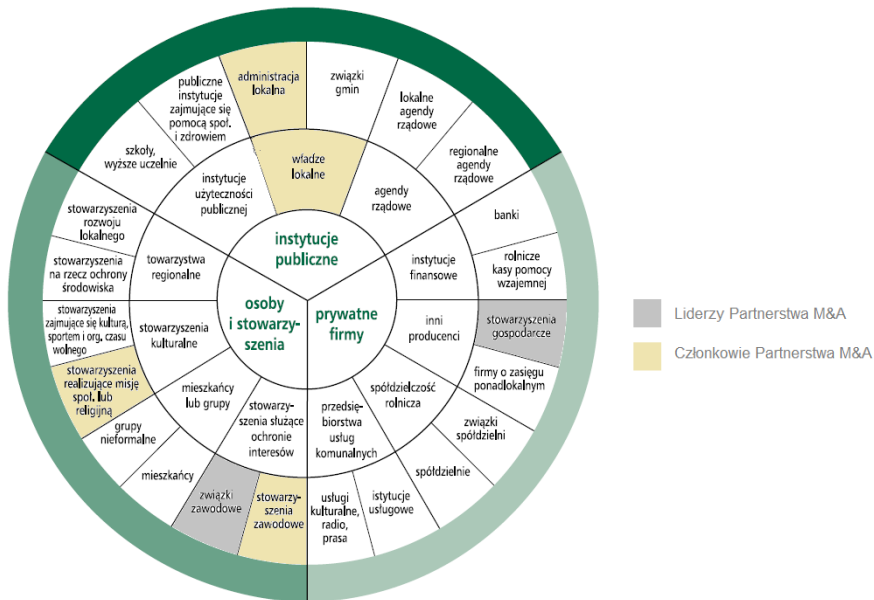 administracja
lokalna
związki
gmin
lokalne
agendy
rządowe
regionalne
agendy
rządowe
publiczne
instytucje
zajmujące się
pomocą społ.
i zdrowiem
szkoły,
wyższe uczelnie
instytucje
użyteczności
publicznej
władze
lokalne
agendy
rządowe
instytucje
publiczne
banki
rolnicze
kasy pomocy
wzajemnej
instytucje
finansowe
stowarzyszenia
gospodarcze
inni
producenci
firmy o zasięgu
ponadlokalnym
prywatne
firmy
spółdzielczość
rolnicza
związki
spółdzielni
spółdzielnie
przedsię-
biorstwa
usług
komunalnych
istytucje
usługowe
usługi
kulturalne,
radio,
prasa
osoby
i stowarzy-
szenia
stowarzyszenia
rozwoju
lokalnego
stowarzyszenia
na rzecz ochrony
środowiska
towarzystwa
regionalne
stowarzyszenia
zajmujące się kulturą,
sportem i org. czasu
wolnego
stowarzyszenia
kulturalne
stowarzyszenia
realizujące misję
społ. lub
religijną
grupy
nieformalne
mieszkańcy
lub grupy
mieszkańcy
stowarzy-
szenia służące
ochronie
interesów
związki
zawodowe
stowarzy-
szenia
zawodowe
Liderzy Partnerstwa M&A
Członkowie Partnerstwa M&A